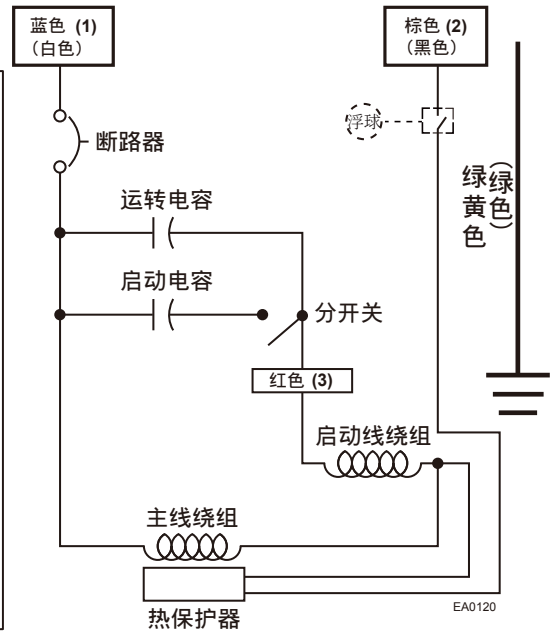 蓝色 (1)
（白色）
棕色 (2)
（黑色）
浮球
断路器
绿黄色
（绿色）
运转电容
启动电容
分开关
红色 (3)
启动线绕组
主线绕组
热保护器
EA0120